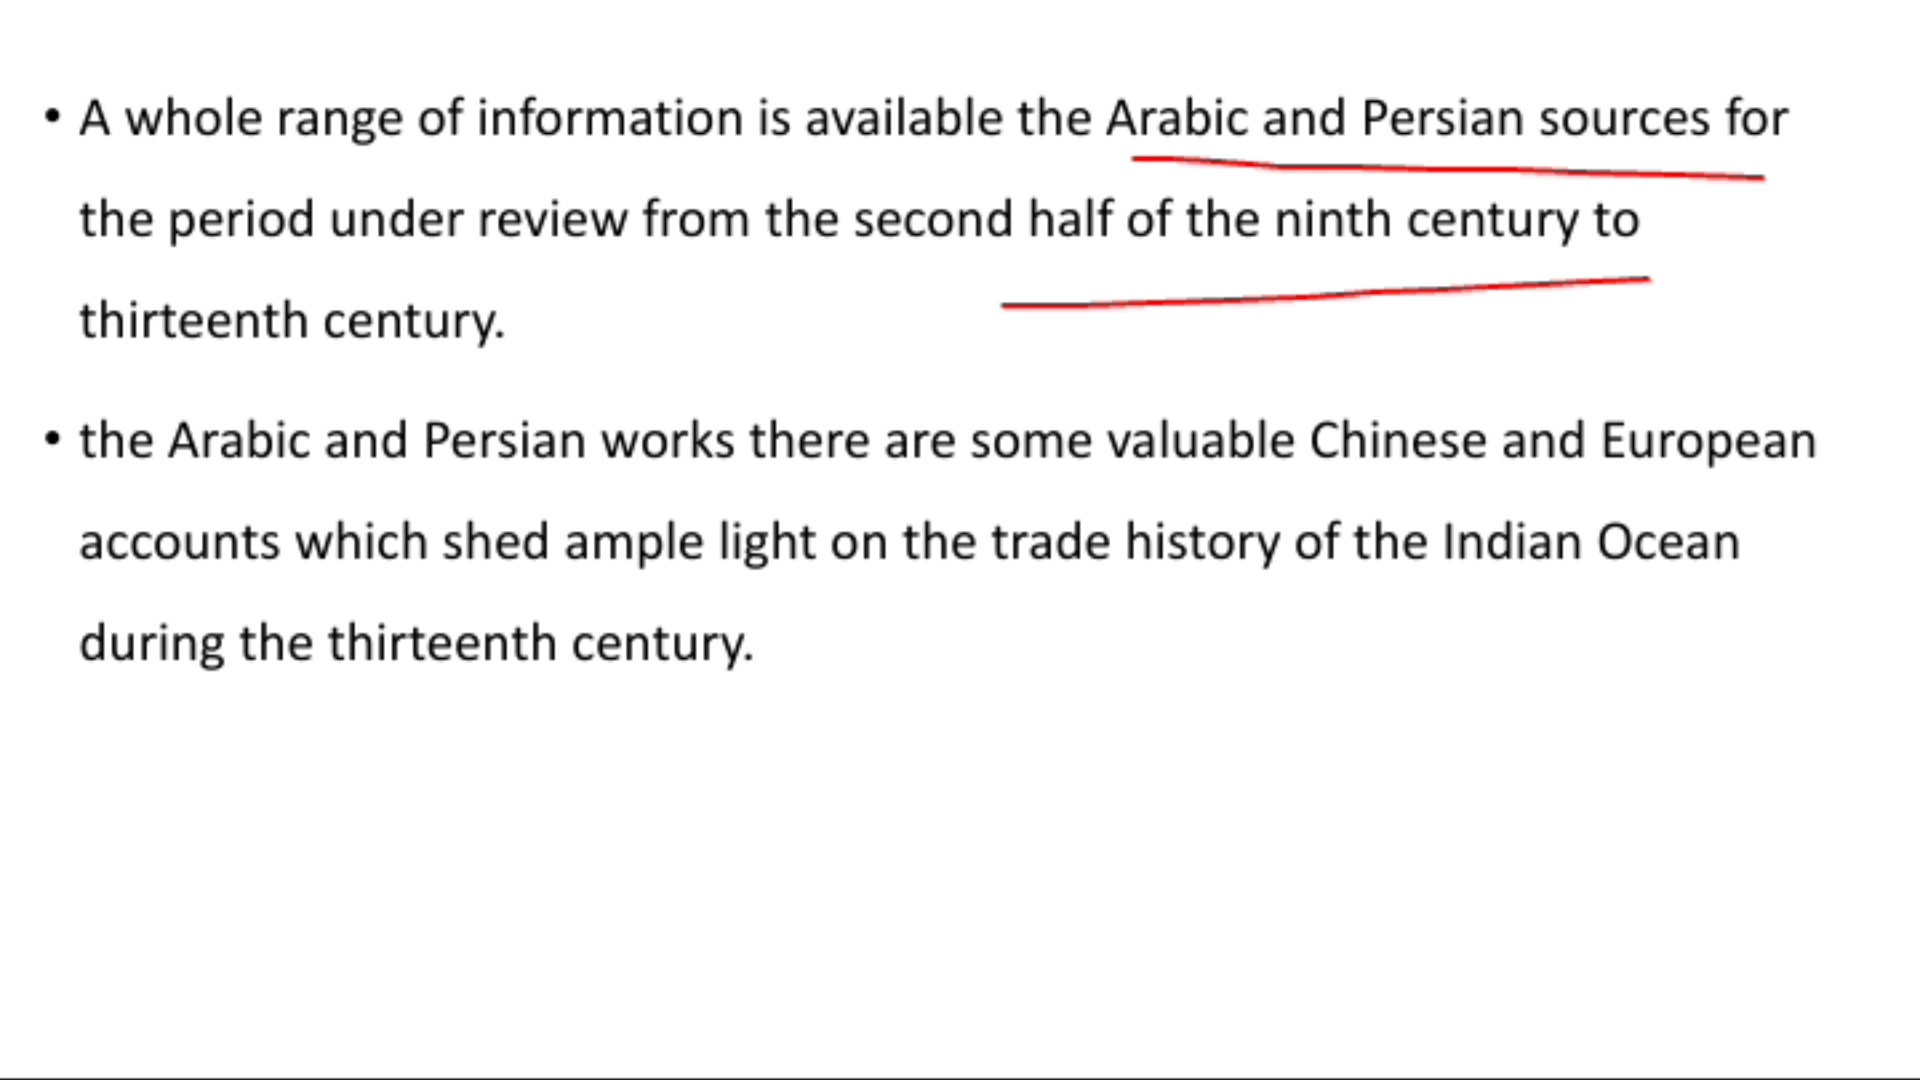 • A whole range of information is available the Arabic and Persian sources for
the period under review from the second half of the ninth century to
thirteenth century.
• the Arabic and Persian works there are some valuable Chinese and European
accounts which shed ample light on the trade history of the Indian Ocean
during the thirteenth century.